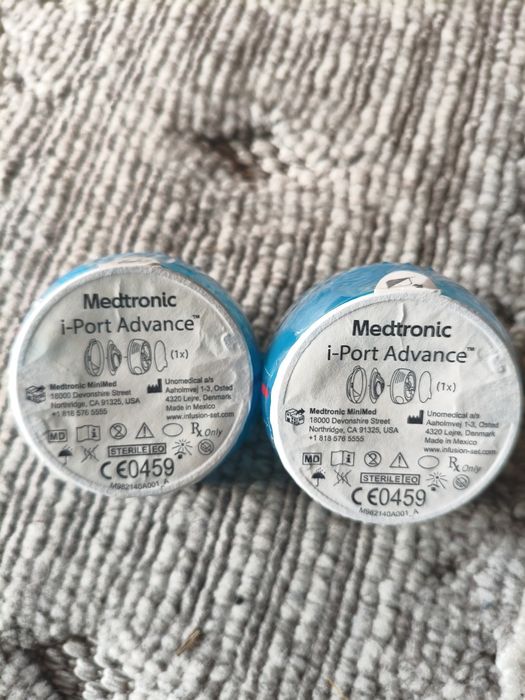 Medtronic
i-Port Advance™
(1x)
Medtronic MiniMed
18000 Devonshire Street
Northridge, CA 91325, USA
+1 818 576 5555
Unomedical a/s
Aaholmvej 1-3, Osted
4320 Lejre, Denmark
Made in Mexico
www.infusion-set.com
MD
Rx Only
STERILE EO
CE0459
M982140A001_A
Medtronic
i-Port Advance™
(1x)
Medtronic MiniMed
18000 Devonshire Street
Northridge, CA 91325, USA
+1 818 576 5555
Unomedical a/s
Aaholmvej 1-3, Osted
4320 Lejre, Denmark
Made in Mexico
www.infusion-set.com
MD
Rx Only
STERILE EO
CE0459
M982140A001_A